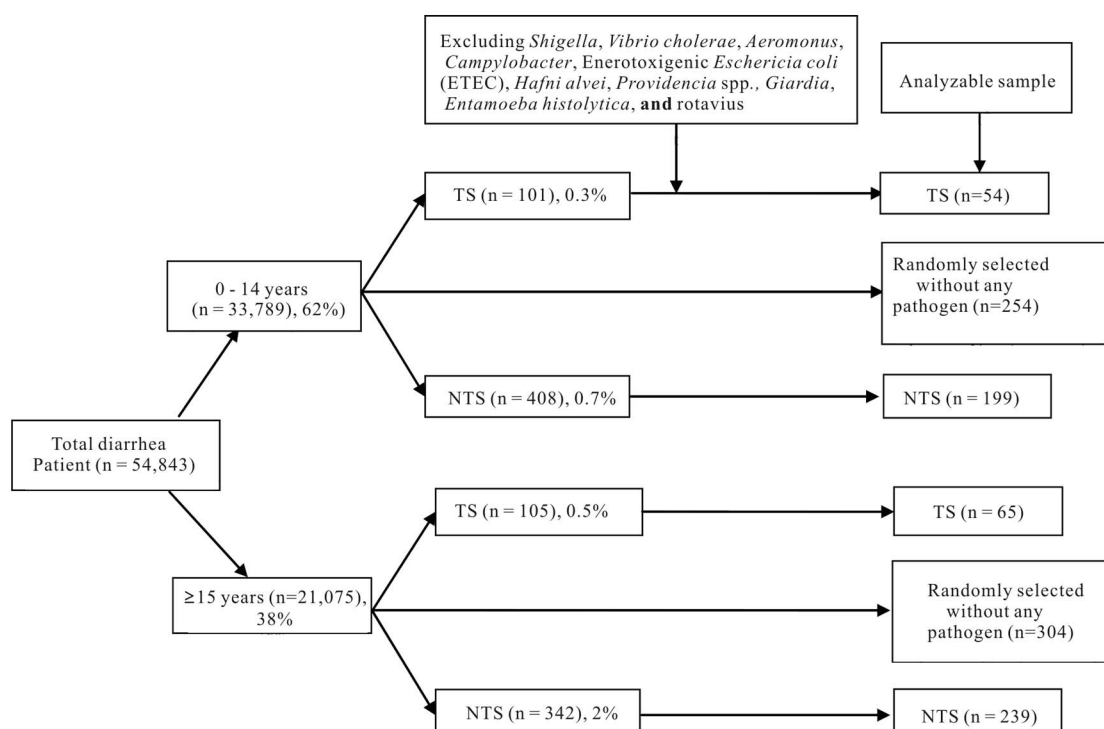 Excluding Shigella, Vibrio cholerae, Aeromonus,
Campylobacter, Enerotoxigenic Eschericia coli
(ETEC), Hafni alvei, Providencia spp., Giardia,
Entamoeba histolytica, and rotavius
Analyzable sample
TS (n = 101), 0.3%
TS (n=54)
0 - 14 years
(n = 33,789), 62%)
Randomly selected
without any
pathogen (n=254)
NTS (n = 408), 0.7%
NTS (n = 199)
Total diarrhea
Patient (n = 54,843)
TS (n = 105), 0.5%
TS (n = 65)
≥15 years (n=21,075),
38%
Randomly selected
without any
pathogen (n=304)
NTS (n = 342), 2%
NTS (n = 239)